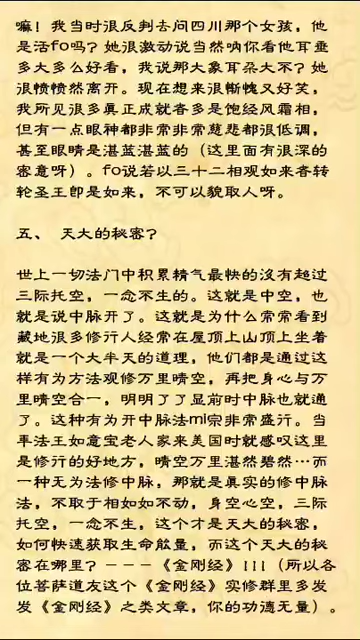 嘛！我当时很反判去问四川那个女孩，他
是活fo吗？她很激动说当然呐你看他耳垂
多大多么好看，我说那大象耳朵大不？她
很愤愤然离开。现在想来很惭愧又好笑，
我所见很多真正成就者多是饱经风霜相，
但有一点眼神都非常非常慈悲都很低调，
甚至眼睛是湛蓝湛蓝的（这里面有很深的
密意呀）。fo说若以三十二相观如来者转
轮圣王即是如来，不可以貌取人呀。
五、 天大的秘密？
世上一切法门中积累精气最快的没有超过
三际托空，一念不生的。这就是中空，也
就是说中脉开了。这就是为什么常常看到
藏地很多修行人经常在屋顶上山顶上坐着
就是一个大半天的道理，他们都是通过这
样有为方法观修万里晴空，再把身心与万
里晴空合一，明明了了显前时中脉也就通
了。这种有为开中脉法mi宗非常盛行。当
年法王如意宝老人家来美国时就感叹这里
是修行的好地方，晴空万里湛然碧然…而
一种无为法修中脉，那就是真实的修中脉
法，不取于相如如不动，身空心空，三际
托空，一念不生，这个才是天大的秘密，
如何快速获取生命能量，而这个天大的秘
密在哪里？－－－《金刚经》！！！（所以各
位菩萨道友这个《金刚经》实修群里多发
发《金刚经》之类文章，你的功德无量）。